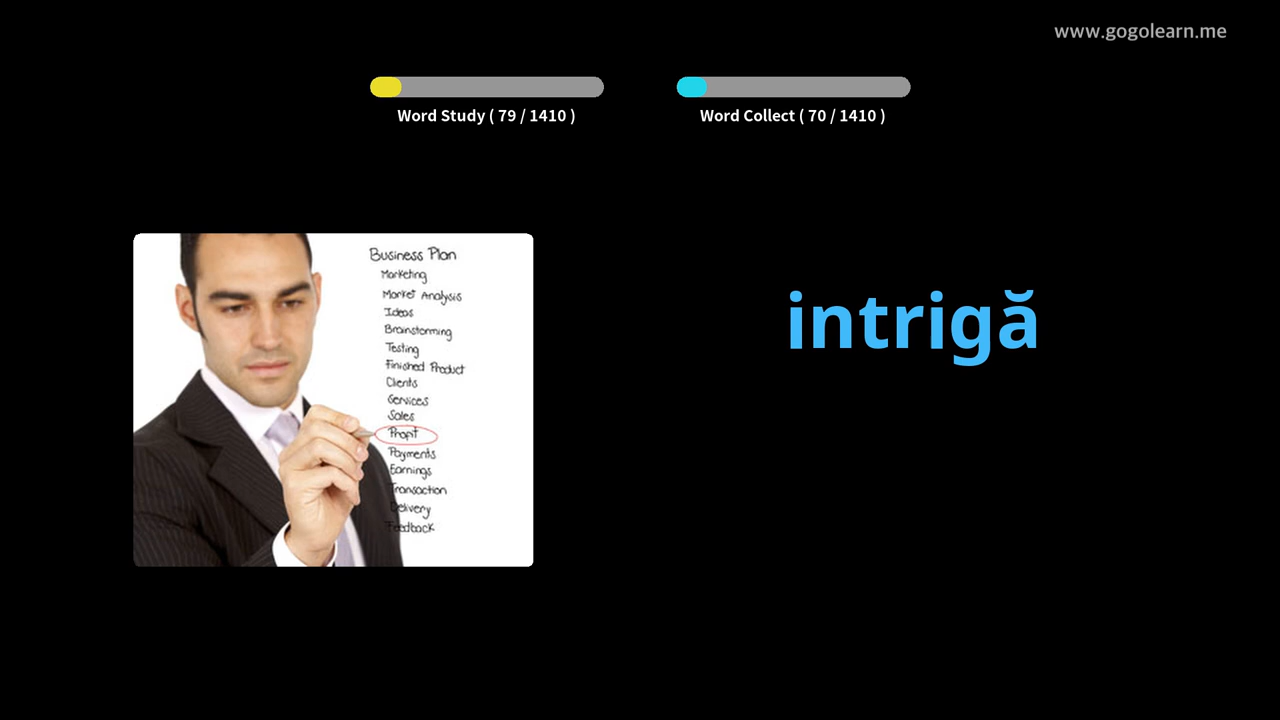 www.gogolearn.me
Word Study ( 79 / 1410 )
Word Collect ( 70 / 1410 )
Business Plan
Marketing
Market Analysis
Ideas
Brainstorming
Testing
Finished Product
Clients
Services
Sales
Profit
Payments
Earnings
Transaction
Delivery
Feedback
intrigă